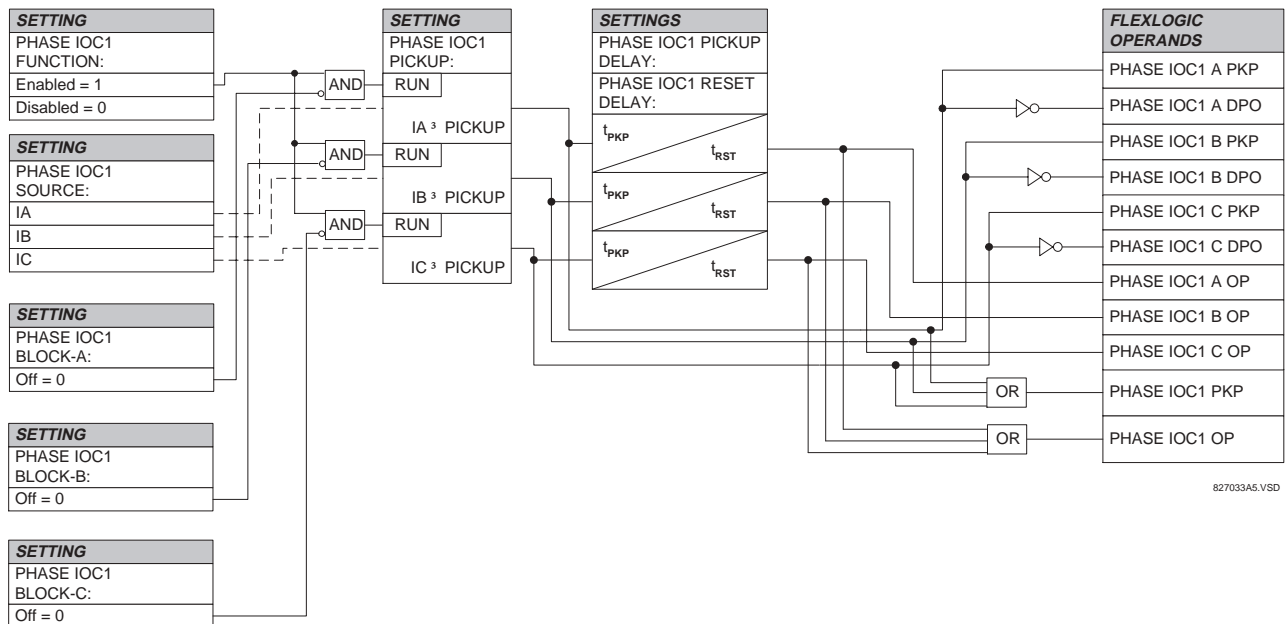 SETTING
PHASE IOC1
FUNCTION:
Enabled = 1
Disabled = 0
SETTING
PHASE IOC1
SOURCE:
IA
IB
IC
SETTING
PHASE IOC1
BLOCK-A:
Off = 0
SETTING
PHASE IOC1
BLOCK-B:
Off = 0
SETTING
PHASE IOC1
BLOCK-C:
Off = 0
AND
AND
AND
SETTING
PHASE IOC1
PICKUP:
RUN
IA ³ PICKUP
RUN
IB ³ PICKUP
RUN
IC ³ PICKUP
SETTINGS
PHASE IOC1 PICKUP
DELAY:
PHASE IOC1 RESET
DELAY:
tPKP
tRST
tPKP
tRST
tPKP
tRST
OR
OR
FLEXLOGIC
OPERANDS
PHASE IOC1 A PKP
PHASE IOC1 A DPO
PHASE IOC1 B PKP
PHASE IOC1 B DPO
PHASE IOC1 C PKP
PHASE IOC1 C DPO
PHASE IOC1 A OP
PHASE IOC1 B OP
PHASE IOC1 C OP
PHASE IOC1 PKP
PHASE IOC1 OP
827033A5.VSD